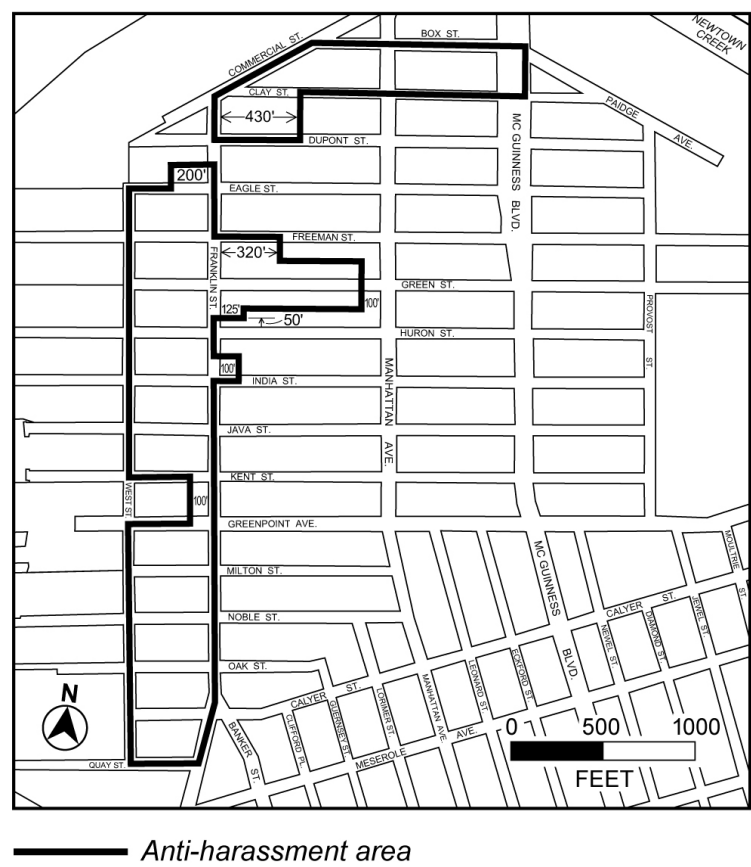 COMMERCIAL ST.
BOX ST.
NEWTOWN
CREEK
CLAY ST.
430'
PAIDGE
AVE.
DUPONT ST.
MC GUINNESS BLVD.
200'
EAGLE ST.
FREEMAN ST.
320'
FRANKLIN ST.
GREEN ST.
125'
100'
50'
PROVOST
ST.
HURON ST.
100'
INDIA ST.
MANHATTAN
AVE.
JAVA ST.
KENT ST.
WEST ST.
100'
GREENPOINT AVE.
MC GUINNESS
BLVD.
MOULTRIE
ST.
MILTON ST.
CALYER
ST.
JEWEL ST.
DIAMOND ST.
NEWEL ST.
NOBLE ST.
ECKFORD ST.
LEONARD ST.
OAK ST.
MANHATTAN AVE.
LORIMER ST.
GUERNSEY ST.
CLIFFORD PL.
CALYER
ST.
N
BANKER
ST.
MESEROLE
AVE.
QUAY ST.
0 500 1000
FEET
Anti-harassment area